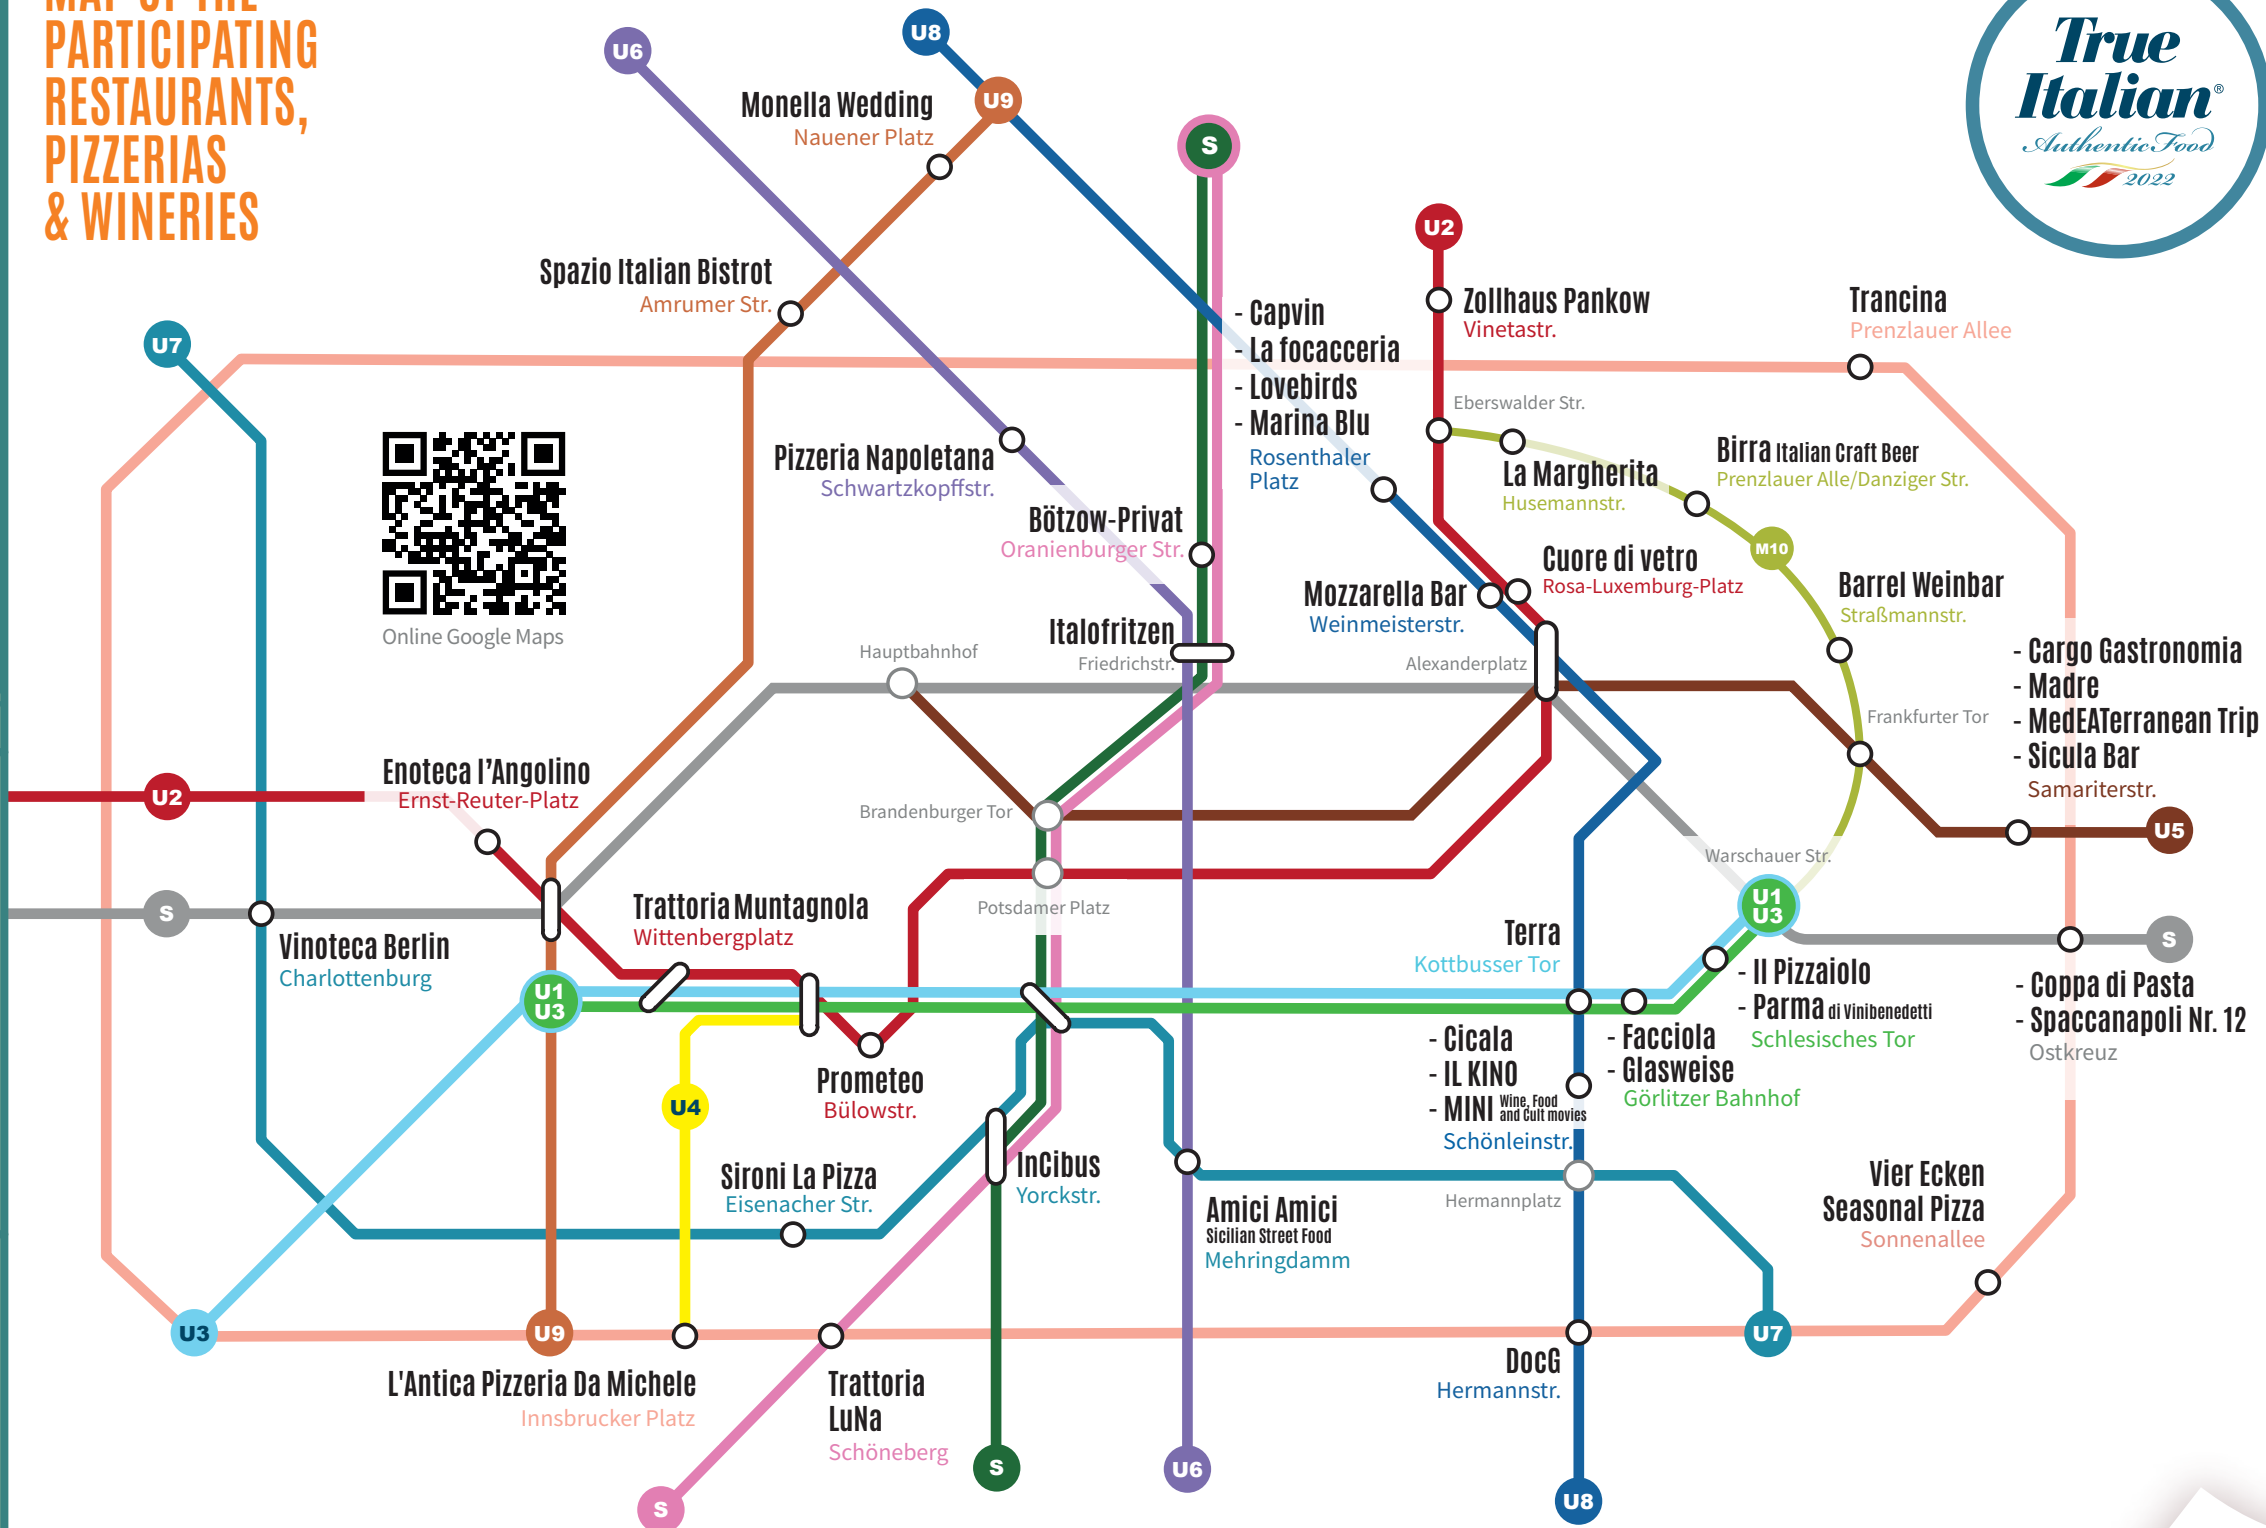 MAP OF THE
PARTICIPATING
RESTAURANTS,
PIZZERIAS
& WINERIES
True
Italian®
Authentic Food
2022
U6
U8
U9
Monella Wedding
Nauener Platz
S
U2
Spazio Italian Bistrot
Amrumer Str.
- Capvin
- La focacceria
- Lovebirds
- Marina Blu
Rosenthaler
Platz
Zollhaus Pankow
Vinetastr.
Trancina
Prenzlauer Allee
U7
Eberswalder Str.
Pizzeria Napoletana
Schwartzkopffstr.
La Margherita
Husemannstr.
Birra Italian Craft Beer
Prenzlauer Alle/Danziger Str.
Bötzow-Privat
Oranienburger Str.
M10
Cuore di vetro
Rosa-Luxemburg-Platz
Mozzarella Bar
Weinmeisterstr.
Barrel Weinbar
Straßmannstr.
Online Google Maps
Italofritzen
Friedrichstr.
Hauptbahnhof
Alexanderplatz
- Cargo Gastronomia
- Madre
- MedEATerranean Trip
- Sicula Bar
Samariterstr.
Frankfurter Tor
Enoteca l’Angolino
Ernst-Reuter-Platz
U2
Brandenburger Tor
U5
Warschauer Str.
S
Vinoteca Berlin
Charlottenburg
Trattoria Muntagnola
Wittenbergplatz
Potsdamer Platz
U1
U3
Terra
Kottbusser Tor
S
- Il Pizzaiolo
- Parma di Vinibenedetti
Schlesisches Tor
- Coppa di Pasta
- Spaccanapoli Nr. 12
Ostkreuz
U1
U3
- Cicala
- IL KINO
- MINI Wine, Food
and Cult movies
Schönleinstr.
- Facciola
- Glasweise
Görlitzer Bahnhof
U4
Prometeo
Bülowstr.
Sironi La Pizza
Eisenacher Str.
InCibus
Yorckstr.
Amici Amici
Sicilian Street Food
Mehringdamm
Hermannplatz
Vier Ecken
Seasonal Pizza
Sonnenallee
U3
U9
U7
L'Antica Pizzeria Da Michele
Innsbrucker Platz
Trattoria
LuNa
Schöneberg
DocG
Hermannstr.
S
S
U6
U8